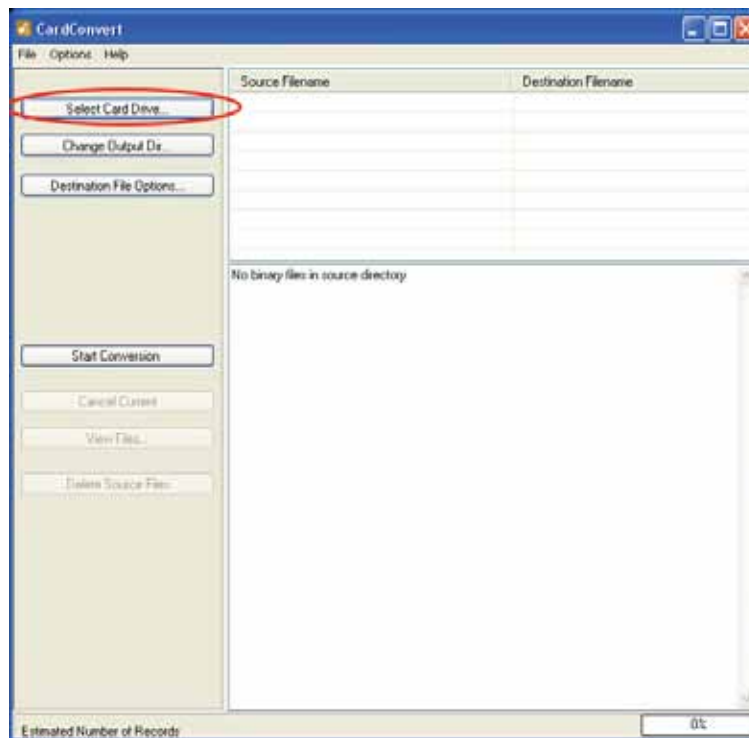 CardConvert
File Options Help
Source Filename Destination Filename
Select Card Drive...
Change Output Dir...
Destination File Options...
No binary files in source directory
Start Conversion
Cancel Current
View Files...
Delete Source Files
Estimated Number of Records
0%